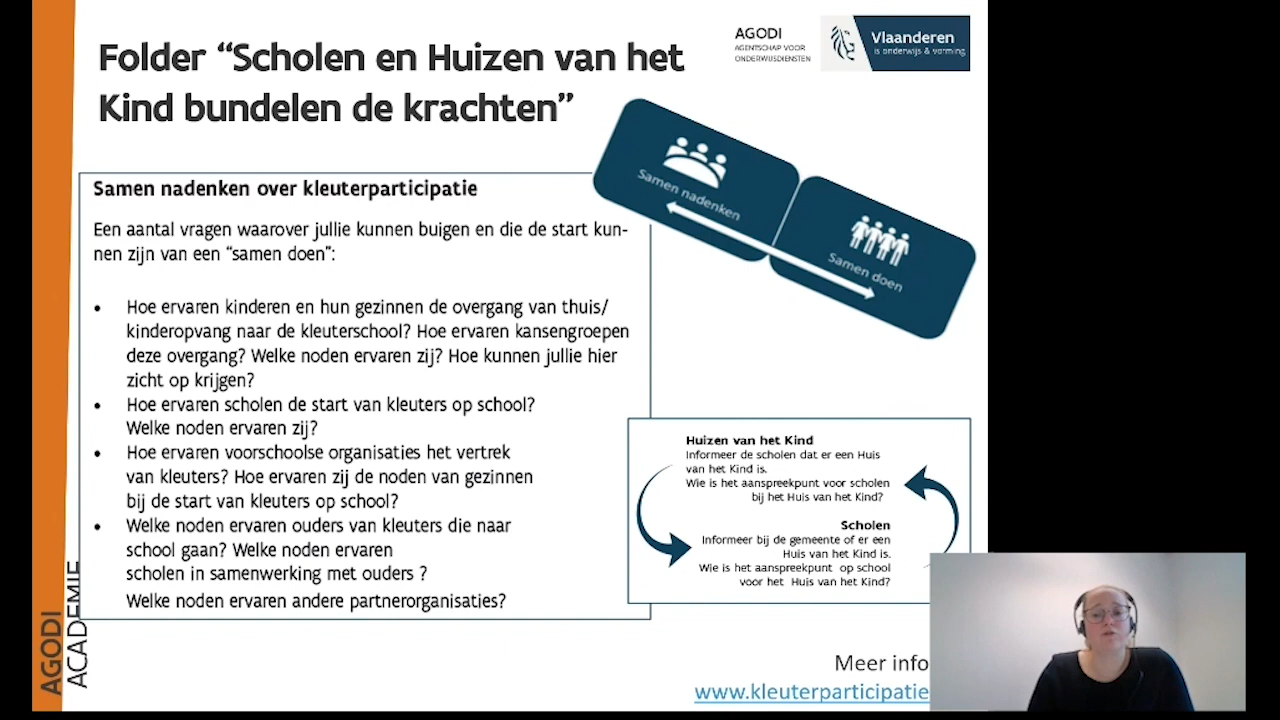 Folder “Scholen en Huizen van het
Kind bundelen de krachten”
AGODI
AGENTSCHAP VOOR
ONDERWIJSDIENSTEN
Vlaanderen
is onderwijs & vorming
Samen nadenken
Samen doen
Samen nadenken over kleuterparticipatie
Een aantal vragen waarover jullie kunnen buigen en die de start kun-
nen zijn van een “samen doen”:
• Hoe ervaren kinderen en hun gezinnen de overgang van thuis/
kinderopvang naar de kleuterschool? Hoe ervaren kansengroepen
deze overgang? Welke noden ervaren zij? Hoe kunnen jullie hier
zicht op krijgen?
• Hoe ervaren scholen de start van kleuters op school?
Welke noden ervaren zij?
• Hoe ervaren voorschoolse organisaties het vertrek
van kleuters? Hoe ervaren zij de noden van gezinnen
bij de start van kleuters op school?
• Welke noden ervaren ouders van kleuters die naar
school gaan? Welke noden ervaren
scholen in samenwerking met ouders ?
Welke noden ervaren andere partnerorganisaties?
Huizen van het Kind
Informeer de scholen dat er een Huis
van het Kind is.
Wie is het aanspreekpunt voor scholen
bij het Huis van het Kind?
Scholen
Informeer bij de gemeente of er een
Huis van het Kind is.
Wie is het aanspreekpunt op school
voor het Huis van het Kind?
Meer info
www.kleuterparticipatie
AGODI
ACADEMIE